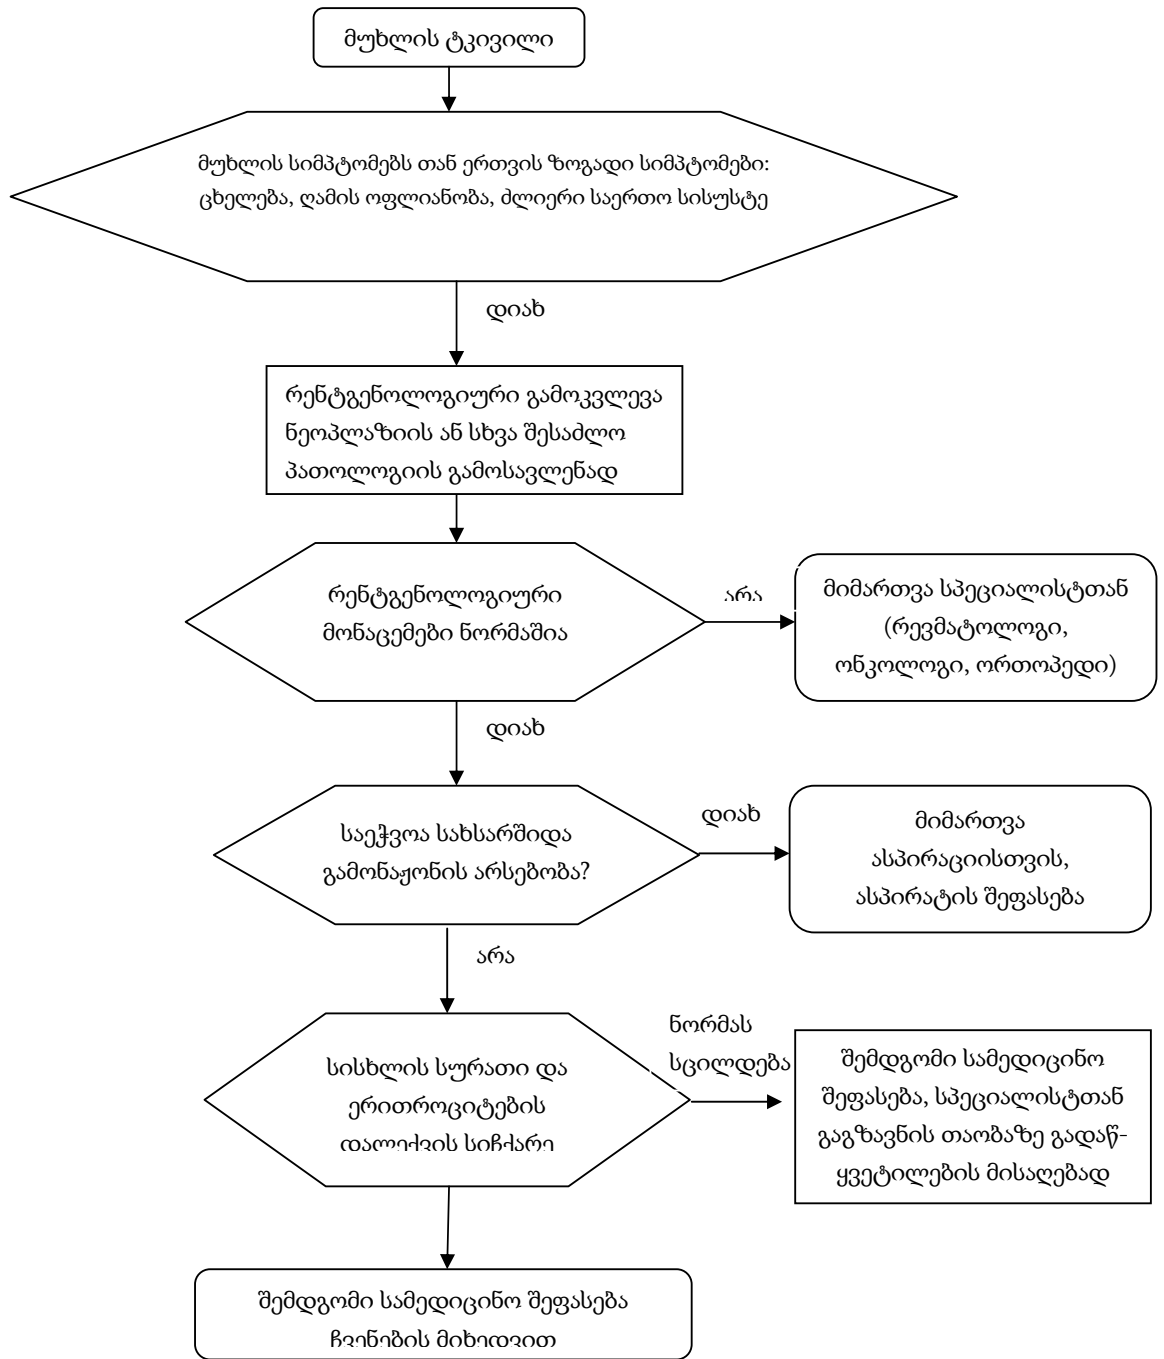 მუხლის ტკივილი
მუხლის სიმპტომებს თან ერთვის ზოგადი სიმპტომები:
ცხელება, ღამის ოფლიანობა, ძლიერი საერთო სისუსტე
დიახ
რენტგენოლოგიური გამოკვლევა
ნეოპლაზიის ან სხვა შესაძლო
პათოლოგიის გამოსავლენად
რენტგენოლოგიური
მონაცემები ნორმაშია
არა
მიმართვა სპეციალისტთან
(რევმატოლოგი,
ონკოლოგი, ორთოპედი)
დიახ
საეჭვოა სახსარშიდა
გამონაჟონის არსებობა?
დიახ
მიმართვა
ასპირაციისთვის,
ასპირატის შეფასება
არა
სისხლის სურათი და
ერითროციტების
დალექვის სიჩქარე
ნორმას
სცილდება
შემდგომი სამედიცინო
შეფასება, სპეციალისტთან
გაგზავნის თაობაზე გადაწ-
ყვეტილების მისაღებად
შემდგომი სამედიცინო შეფასება
ჩვენების მიხედვით